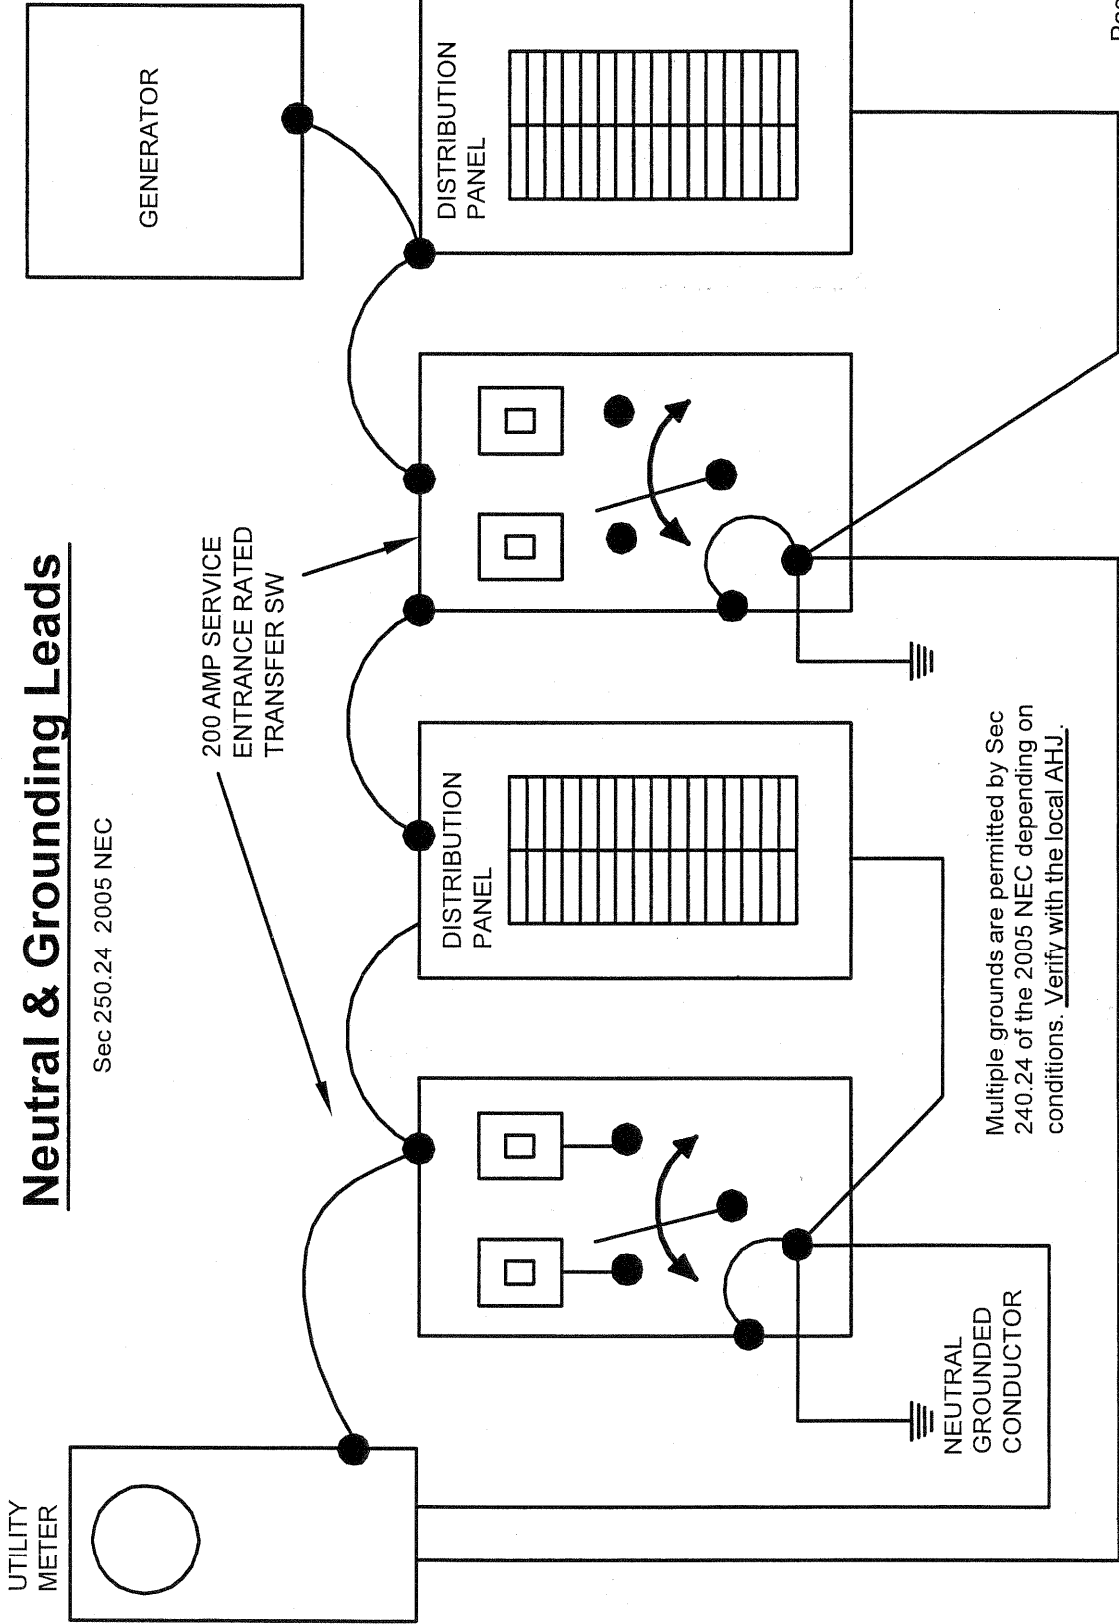 Neutral & Grounding Leads
Sec 250.24 2005 NEC
UTILITY
METER
200 AMP SERVICE
ENTRANCE RATED
TRANSFER SW
GENERATOR
DISTRIBUTION
PANEL
DISTRIBUTION
PANEL
NEUTRAL
GROUNDED
CONDUCTOR
Multiple grounds are permitted by Sec
240.24 of the 2005 NEC depending on
conditions. Verify with the local AHJ.